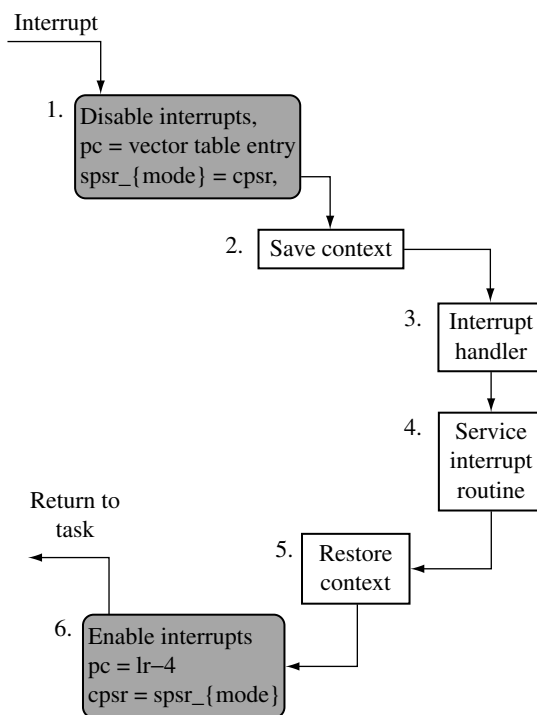 Interrupt
1.
Disable interrupts,
pc = vector table entry
spsr_{mode} = cpsr,
2.
Save context
3.
Interrupt
handler
4.
Service
interrupt
routine
Return to
task
5.
Restore
context
6.
Enable interrupts
pc = lr–4
cpsr = spsr_{mode}